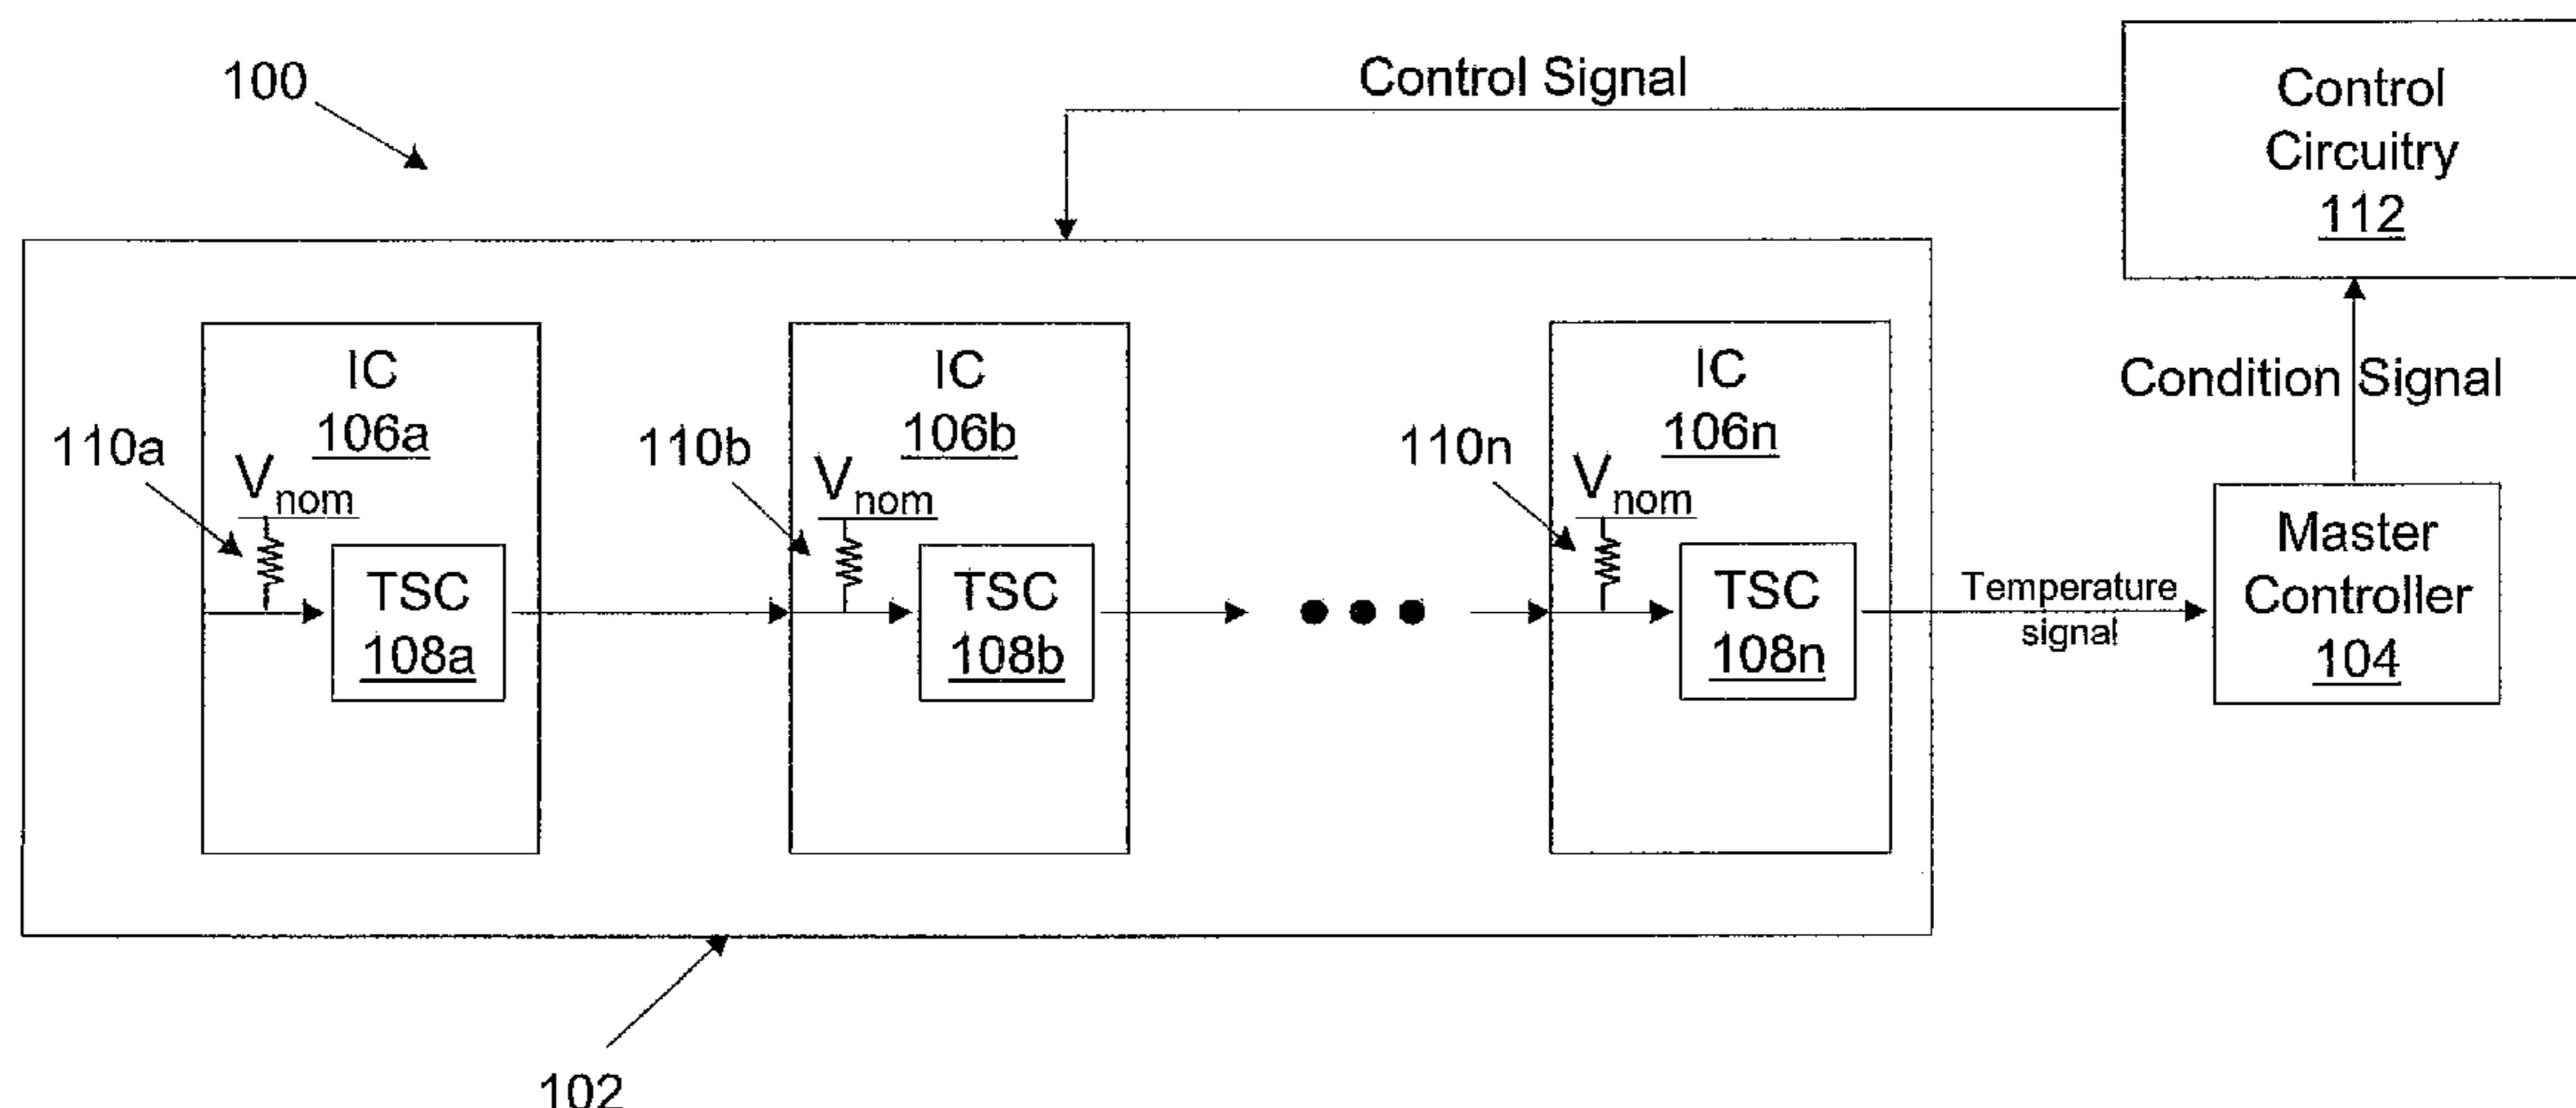 100
Control Signal
Control
Circuitry
112
IC
106a
110a
Vnom
TSC
108a
IC
106b
110b
Vnom
TSC
108b
IC
106n
110n
Vnom
TSC
108n
Temperature
signal
Condition Signal
Master
Controller
104
102